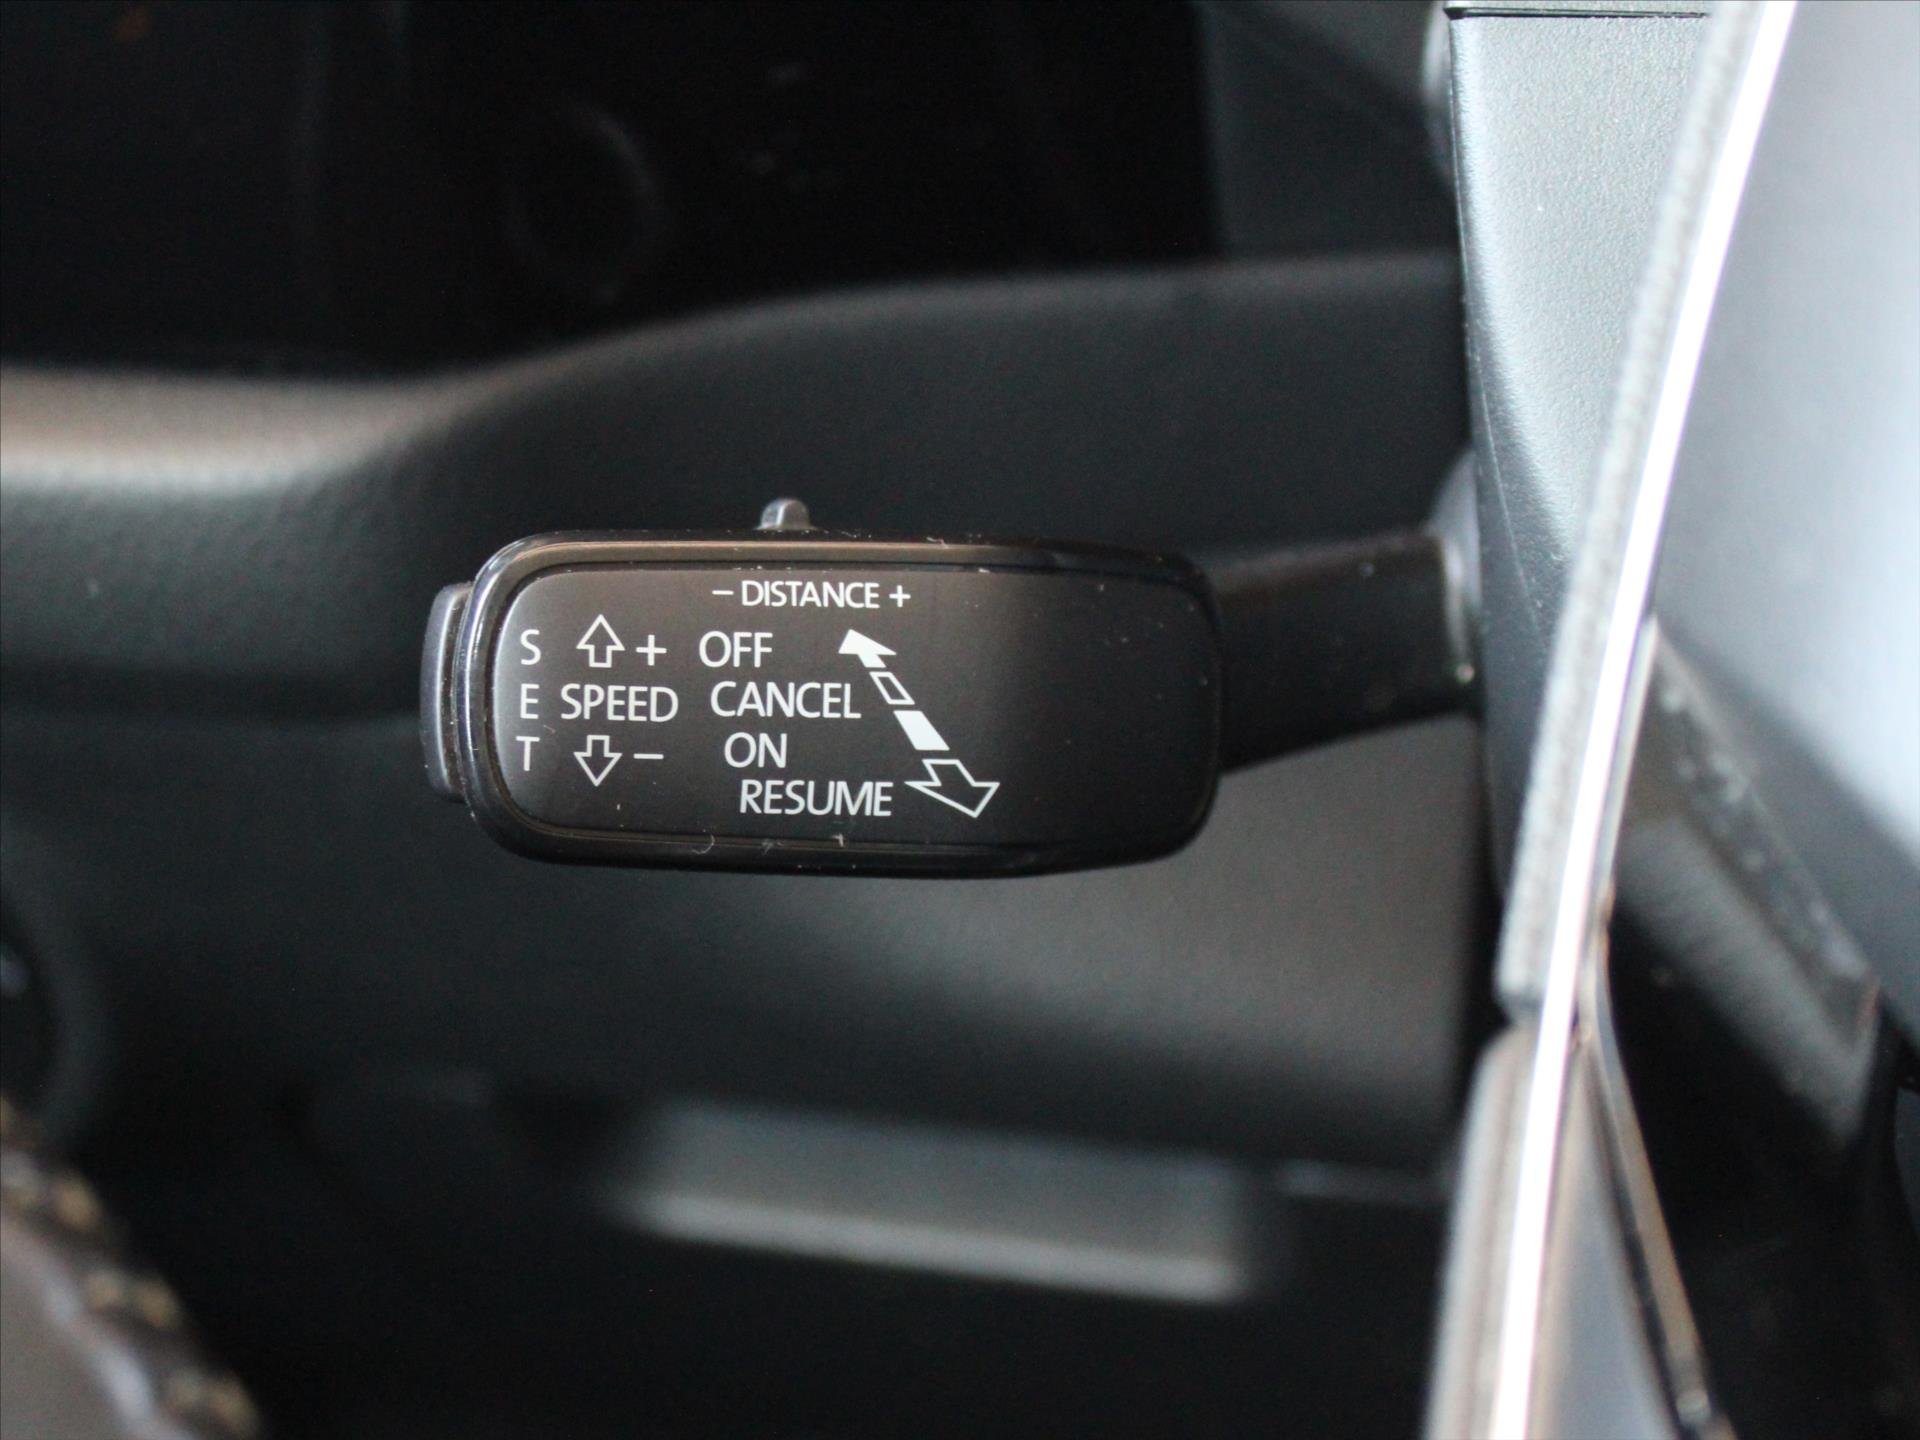 − DISTANCE +
S + OFF
E SPEED CANCEL
T − ON
RESUME